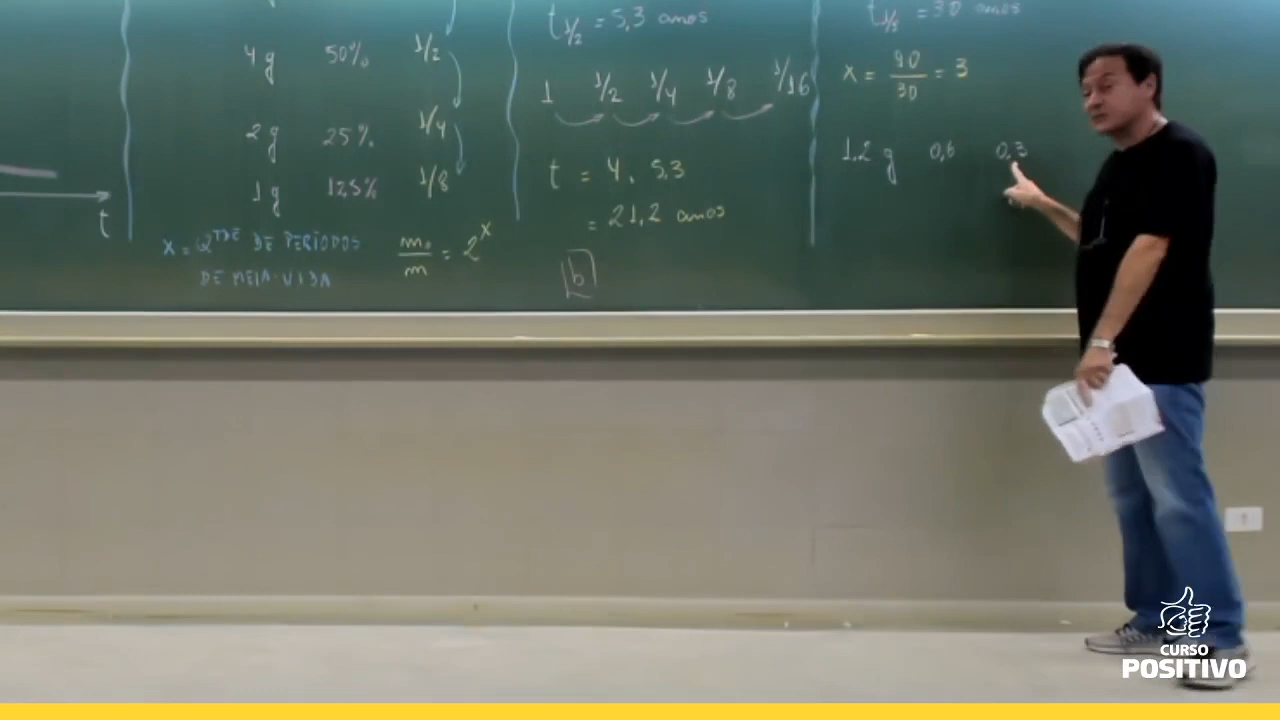 4 g 50% 1/2
2 g 25% 1/4
1 g 12,5% 1/8
t
X = QTDE DE PERÍODOS
DE MEIA-VIDA
m₀/m = 2^x
t1/2 = 5,3 anos
1 1/2 1/4 1/8 1/16
t = 4 . 5,3
= 21,2 anos
b
t1/2 = 30 anos
x = 90/30 = 3
1,2 g 0,6 0,3
CURSO
POSITIVO